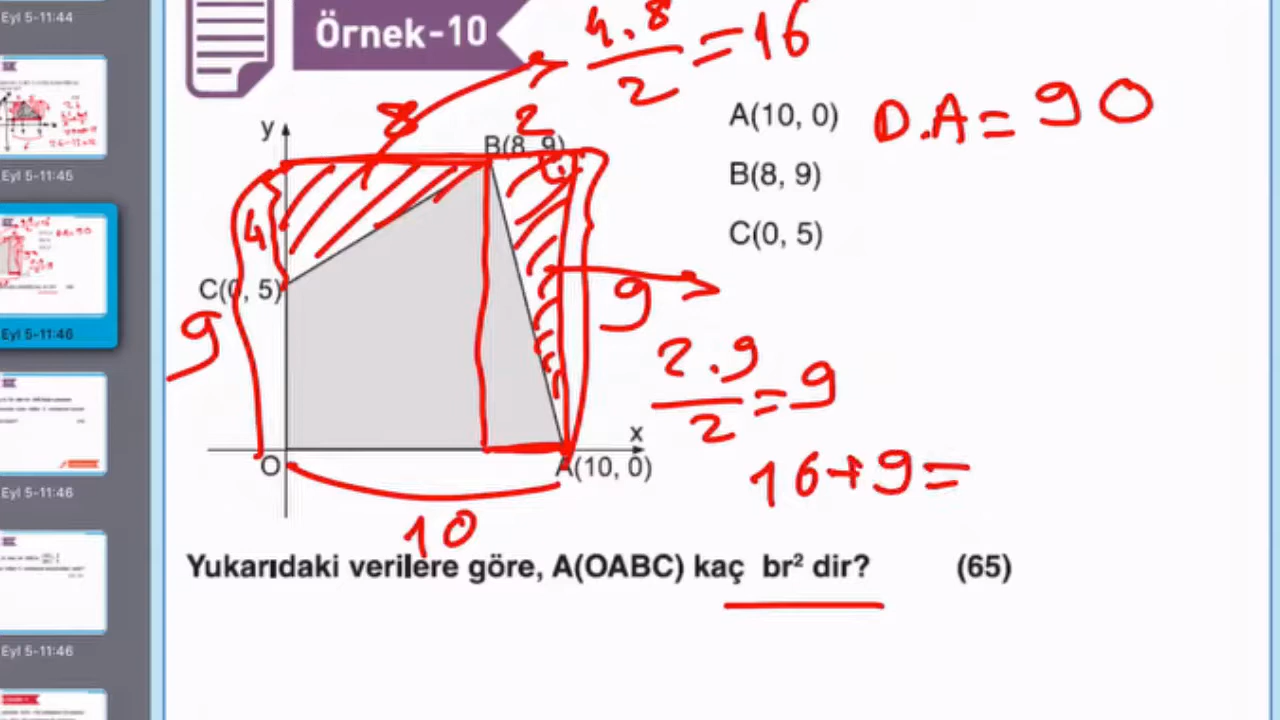 Eyl 5-11:44
Eyl 5-11:45
Eyl 5-11:46
Eyl 5-11:46
Eyl 5-11:46
Örnek-10
4.8/2 = 16
A(10, 0) D.A = 90
B(8, 9)
C(0, 5)
y
8
2
B(8, 9)
4
C(0, 5)
9
9
2.9/2 = 9
x
O
A(10, 0)
16+9=
10
Yukarıdaki verilere göre, A(OABC) kaç br² dir? (65)